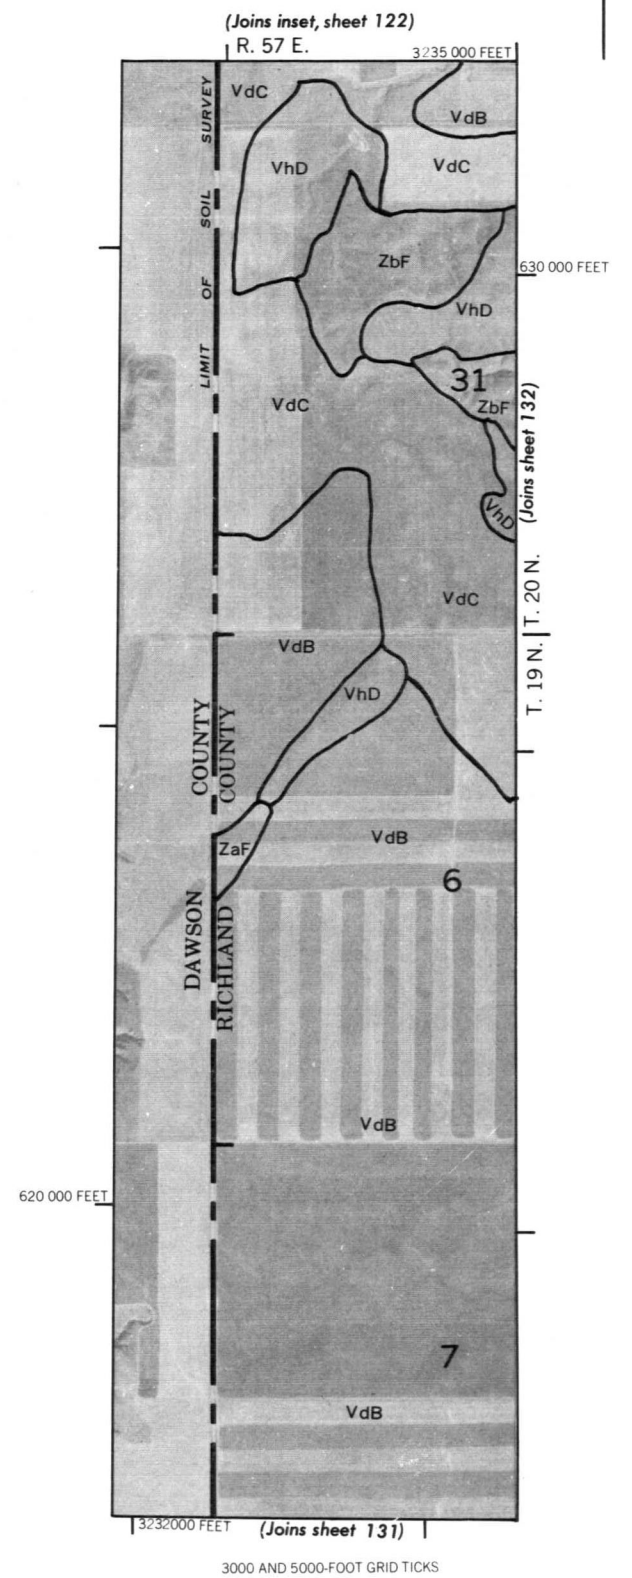 (Joins inset, sheet 122)
R. 57 E.
3235 000 FEET
VdC
VdB
LIMIT OF SOIL SURVEY
VhD
VdC
ZbF
630 000 FEET
VhD
31
ZbF
VdC
(Joins sheet 132)
VhD
VdC
T. 20 N.
T. 19 N.
VdB
VhD
DAWSON COUNTY
RICHLAND COUNTY
VdB
ZaF
6
VdB
620 000 FEET
7
VdB
3232000 FEET
(Joins sheet 131)
3000 AND 5000-FOOT GRID TICKS